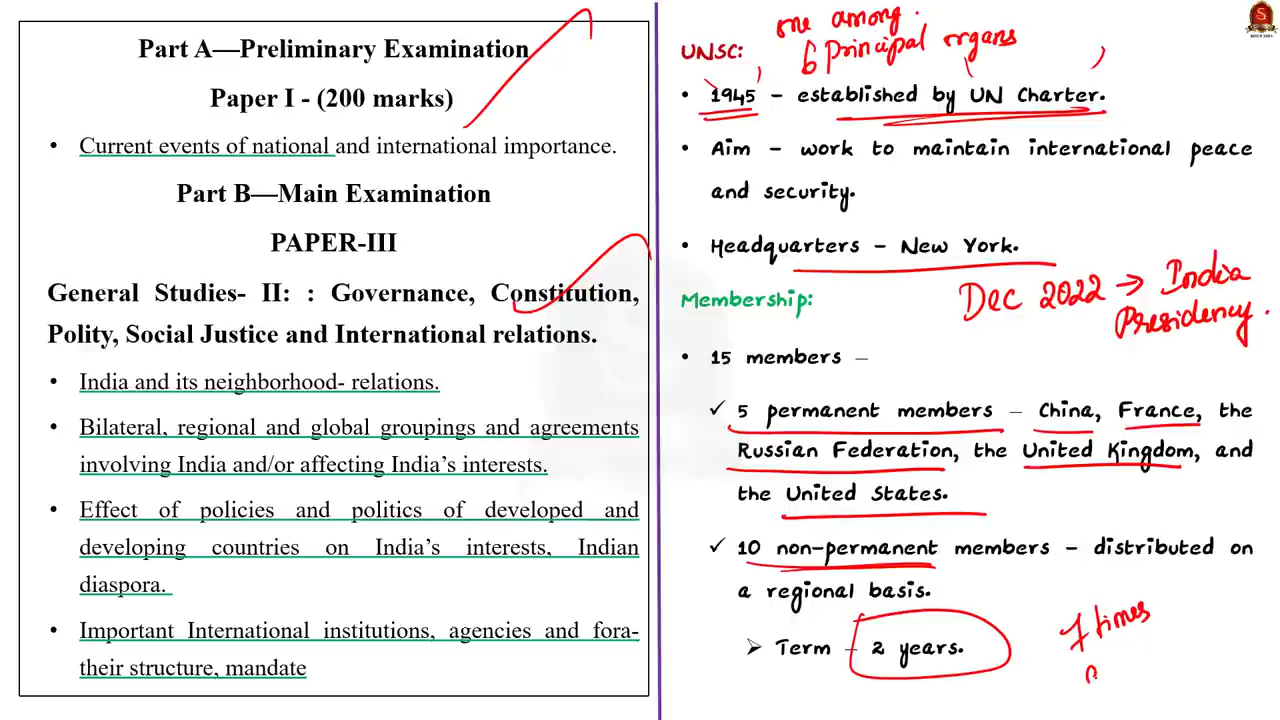 Part A—Preliminary Examination
Paper I - (200 marks)
• Current events of national and international importance.
Part B—Main Examination
PAPER-III
General Studies- II: : Governance, Constitution,
Polity, Social Justice and International relations.
• India and its neighborhood- relations.
• Bilateral, regional and global groupings and agreements
involving India and/or affecting India's interests.
• Effect of policies and politics of developed and
developing countries on India's interests, Indian
diaspora.
• Important International institutions, agencies and fora-
their structure, mandate
one among
6 principal organs
UNSC:
• 1945 – established by UN Charter.
• Aim – work to maintain international peace
and security.
• Headquarters – New York.
Dec 2022 → India
Presidency.
Membership:
• 15 members –
✓ 5 permanent members – China, France, the
Russian Federation, the United Kingdom, and
the United States.
✓ 10 non-permanent members – distributed on
a regional basis.
➢ Term – 2 years.
7 times